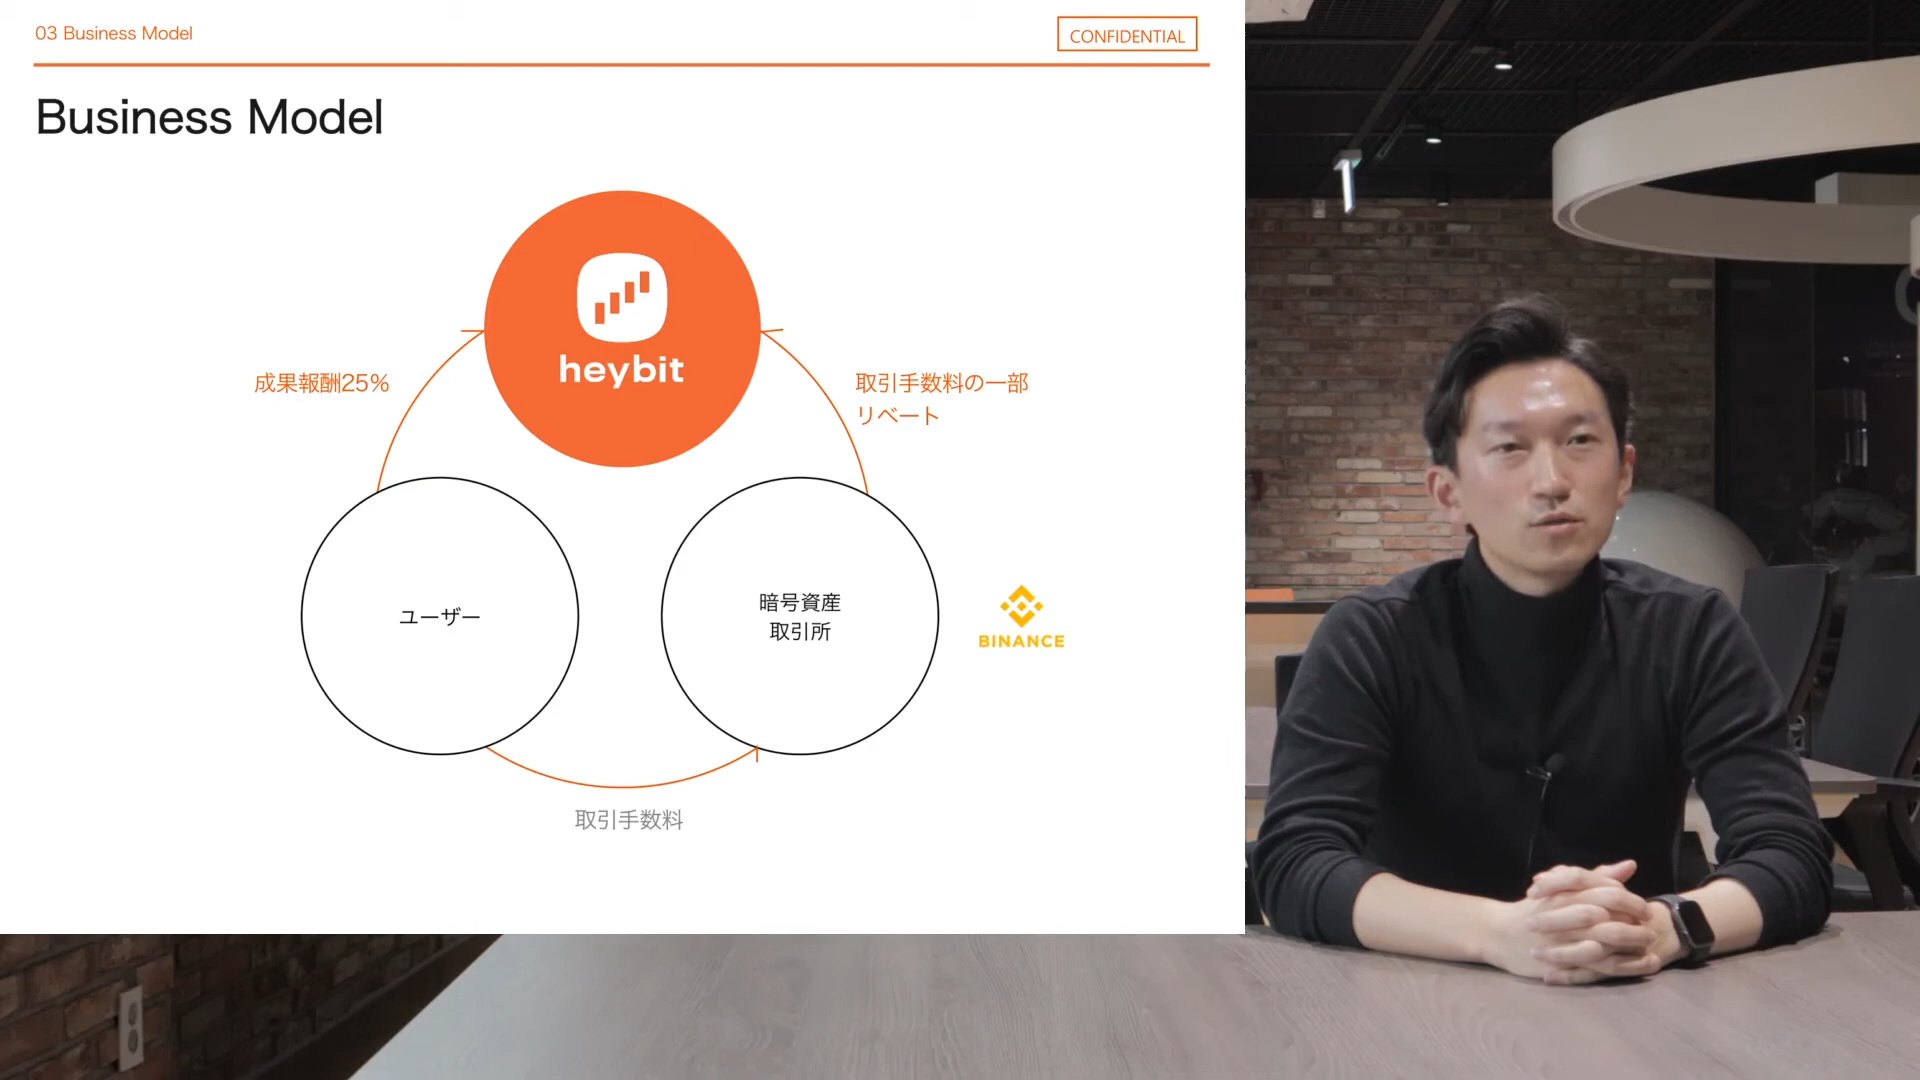 03 Business Model
CONFIDENTIAL
Business Model
heybit
成果報酬25%
取引手数料の一部
リベート
ユーザー
暗号資産
取引所
BINANCE
取引手数料